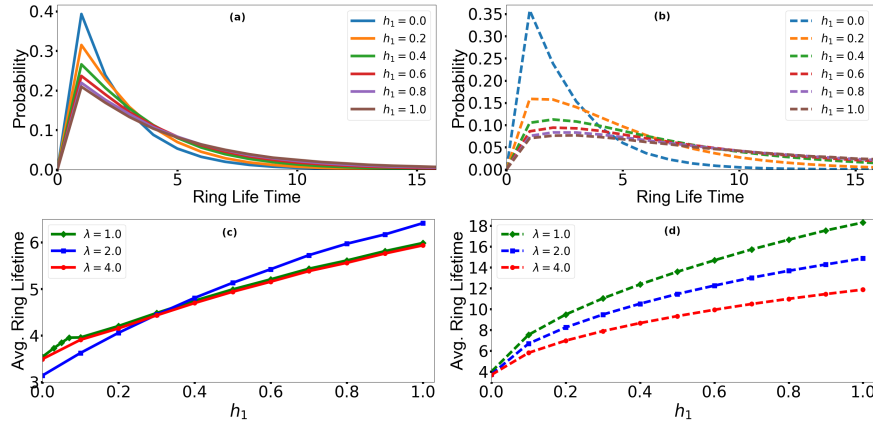 (a)
Probability
0.4
0.3
0.2
0.1
0.0
0
5
10
15
Ring Life Time
h₁ = 0.0
h₁ = 0.2
h₁ = 0.4
h₁ = 0.6
h₁ = 0.8
h₁ = 1.0
(b)
Probability
0.35
0.30
0.25
0.20
0.15
0.10
0.05
0.00
0
5
10
15
Ring Life Time
h₁ = 0.0
h₁ = 0.2
h₁ = 0.4
h₁ = 0.6
h₁ = 0.8
h₁ = 1.0
(c)
Avg. Ring Lifetime
6
5
4
3
0.0
0.2
0.4
0.6
0.8
1.0
h₁
λ = 1.0
λ = 2.0
λ = 4.0
(d)
Avg. Ring Lifetime
18
16
14
12
10
8
6
4
0.0
0.2
0.4
0.6
0.8
1.0
h₁
λ = 1.0
λ = 2.0
λ = 4.0